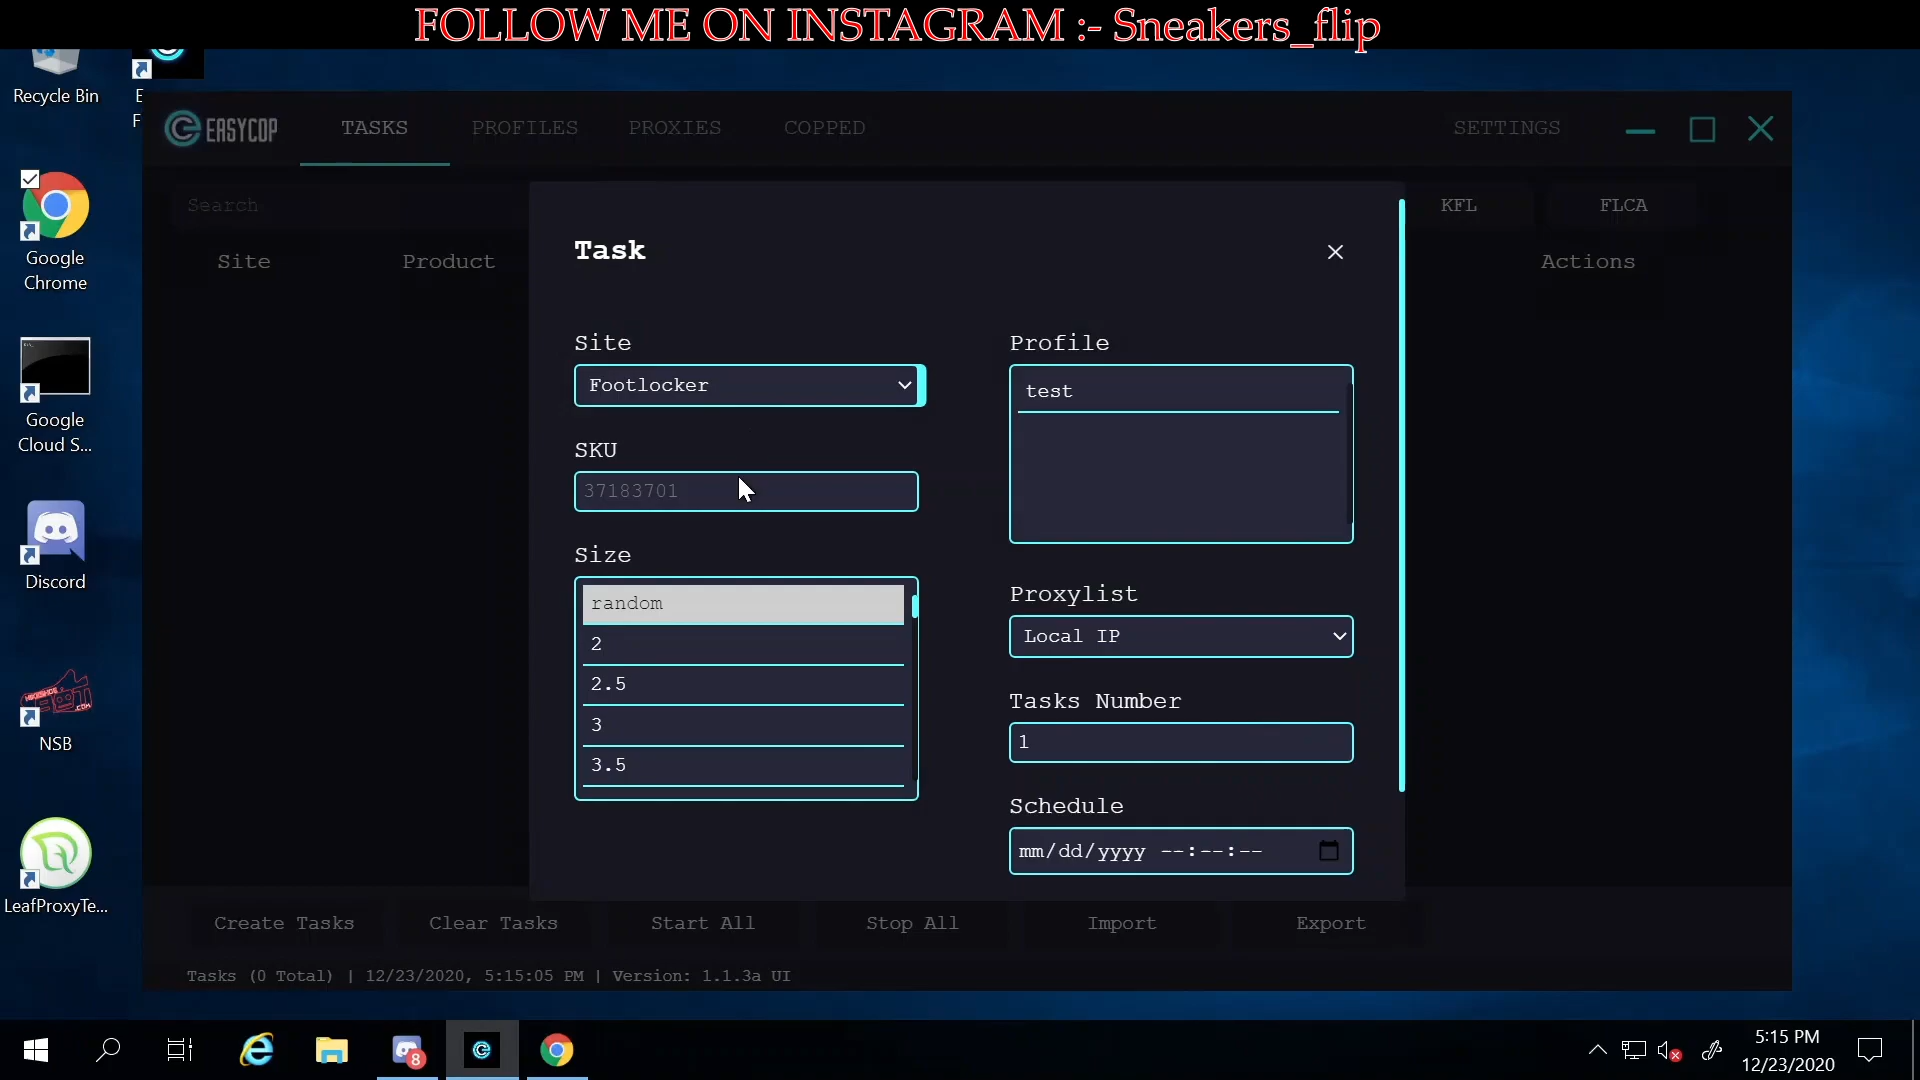 FOLLOW ME ON INSTAGRAM :- Sneakers_flip
Recycle Bin
E
F
EASYCOP
TASKS
PROFILES
PROXIES
COPPED
SETTINGS
Search
KFL
FLCA
Site
Product
Actions
Google
Chrome
Google
Cloud S...
Discord
NSB
LeafProxyTe...
Task
Site
Footlocker
SKU
37183701
Size
random
2
2.5
3
3.5
Profile
test
Proxylist
Local IP
Tasks Number
1
Schedule
mm/dd/yyyy --:--:--
Create Tasks
Clear Tasks
Start All
Stop All
Import
Export
Tasks (0 Total) | 12/23/2020, 5:15:05 PM | Version: 1.1.3a UI
8
5:15 PM
12/23/2020